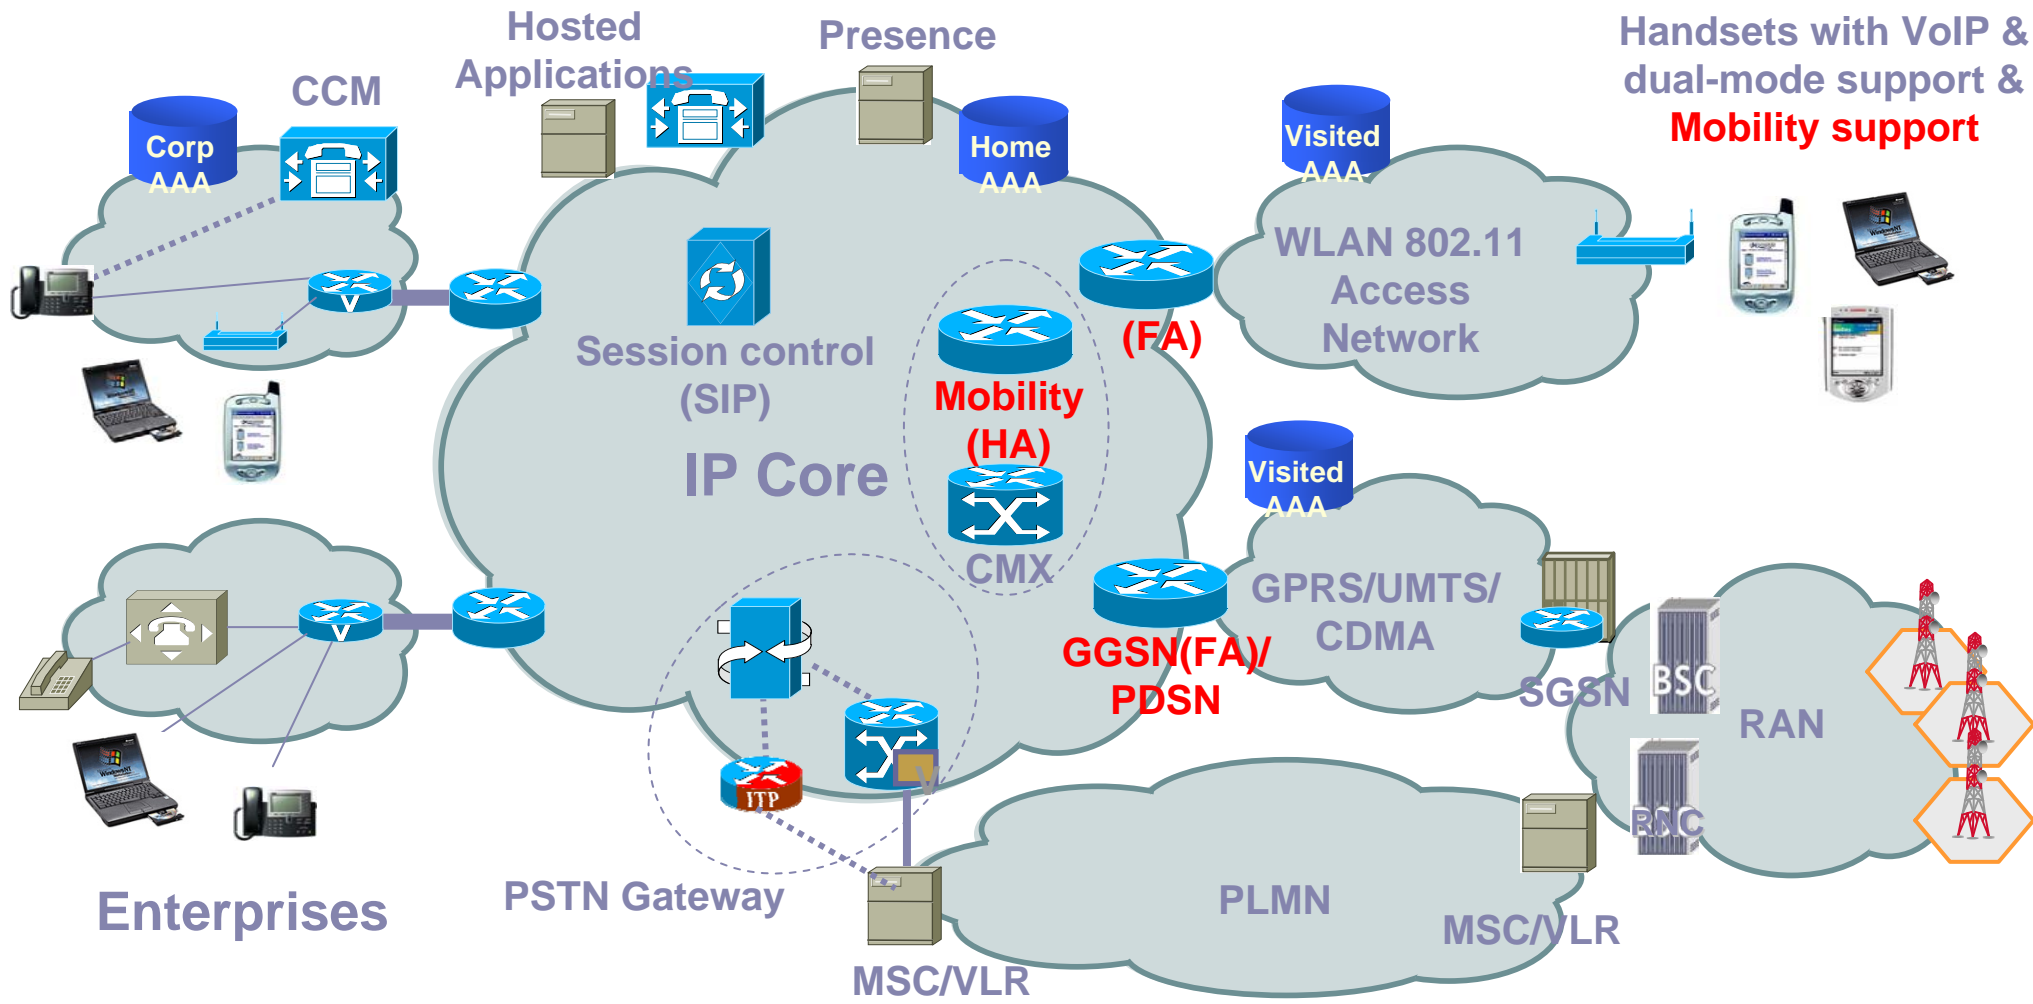 Hosted
Applications
Presence
Handsets with VoIP &
dual-mode support &
Mobility support
CCM
Corp
AAA
Home
AAA
Visited
AAA
WLAN 802.11
Access
Network
V
Session control
(SIP)
(FA)
Mobility
(HA)
IP Core
CMX
Visited
AAA
GPRS/UMTS/
CDMA
GGSN(FA)/
PDSN
SGSN
BSC
RAN
V
ITP
V
RNC
PSTN Gateway
Enterprises
PLMN
MSC/VLR
MSC/VLR